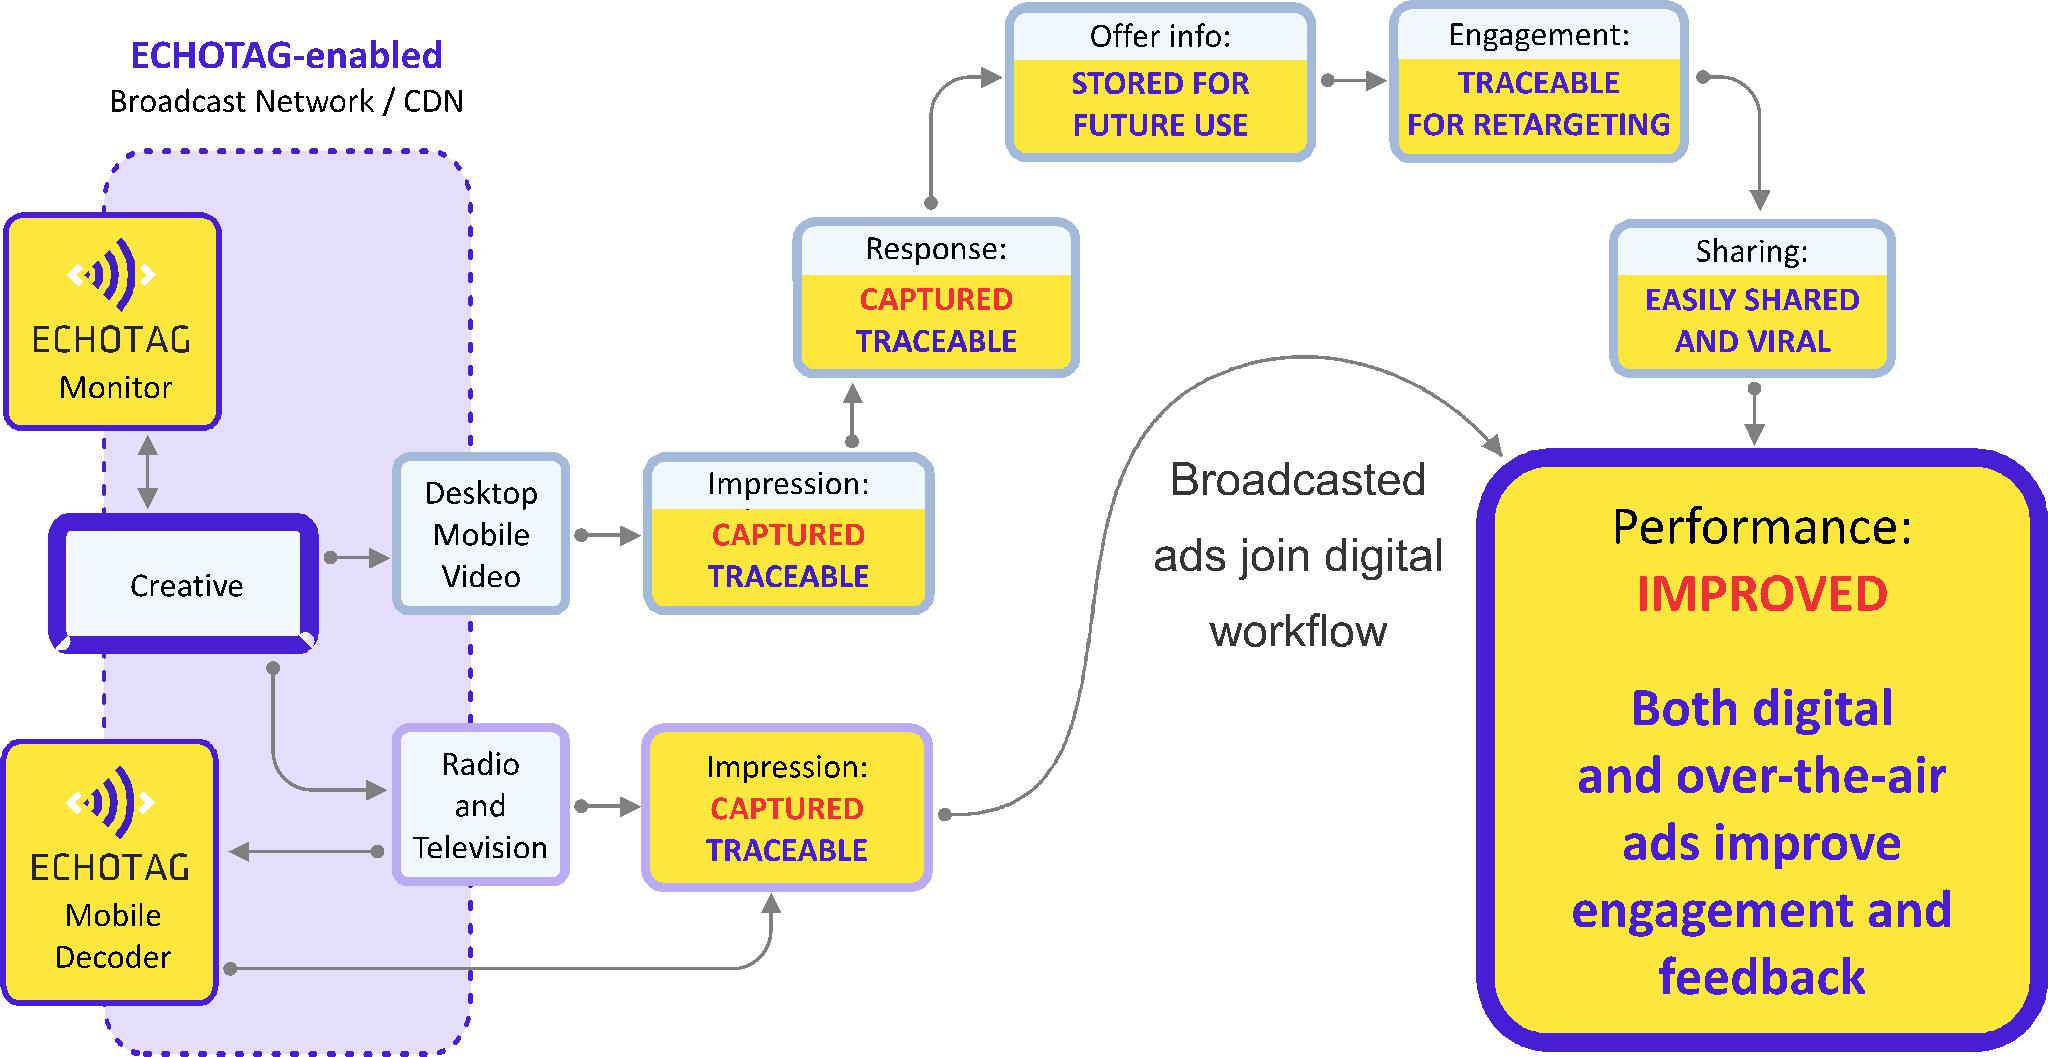 ECHOTAG-enabled
Broadcast Network / CDN
ECHOTAG
Monitor
Creative
ECHOTAG
Mobile
Decoder
Desktop
Mobile
Video
Radio
and
Television
Impression:
CAPTURED
TRACEABLE
Impression:
CAPTURED
TRACEABLE
Response:
CAPTURED
TRACEABLE
Offer info:
STORED FOR
FUTURE USE
Engagement:
TRACEABLE
FOR RETARGETING
Sharing:
EASILY SHARED
AND VIRAL
Broadcasted
ads join digital
workflow
Performance:
IMPROVED
Both digital
and over-the-air
ads improve
engagement and
feedback